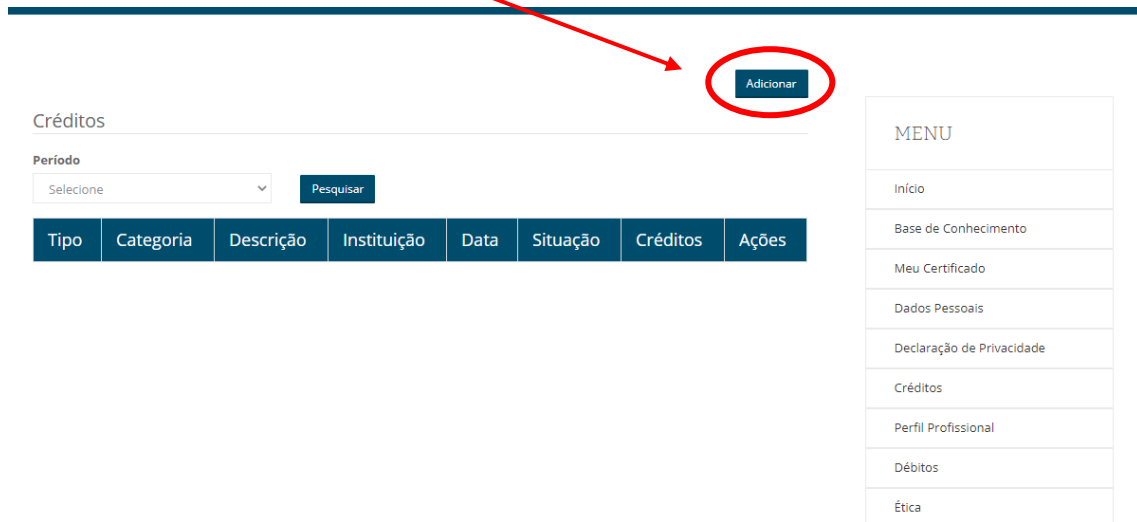 Adicionar
Créditos
Período
Selecione
Pesquisar
Tipo Categoria Descrição Instituição Data Situação Créditos Ações
MENU
Início
Base de Conhecimento
Meu Certificado
Dados Pessoais
Declaração de Privacidade
Créditos
Perfil Profissional
Débitos
Ética